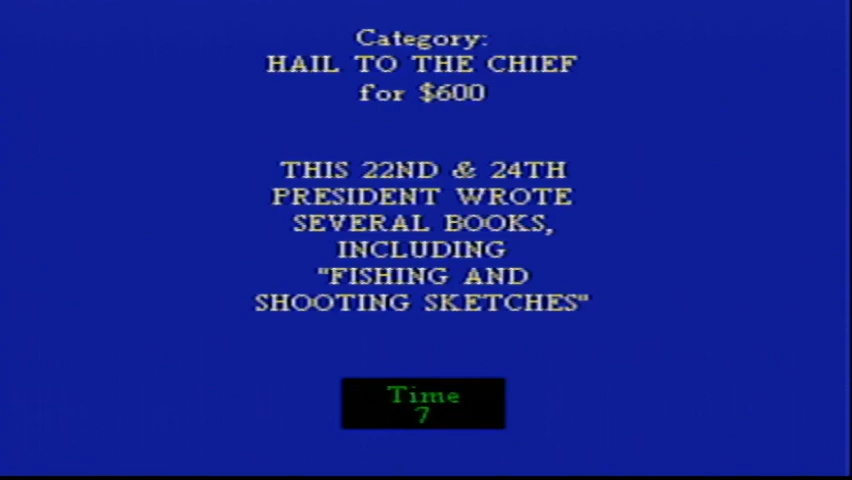 Category:
HAIL TO THE CHIEF
for $600
THIS 22ND & 24TH
PRESIDENT WROTE
SEVERAL BOOKS,
INCLUDING
"FISHING AND
SHOOTING SKETCHES"
Time
7